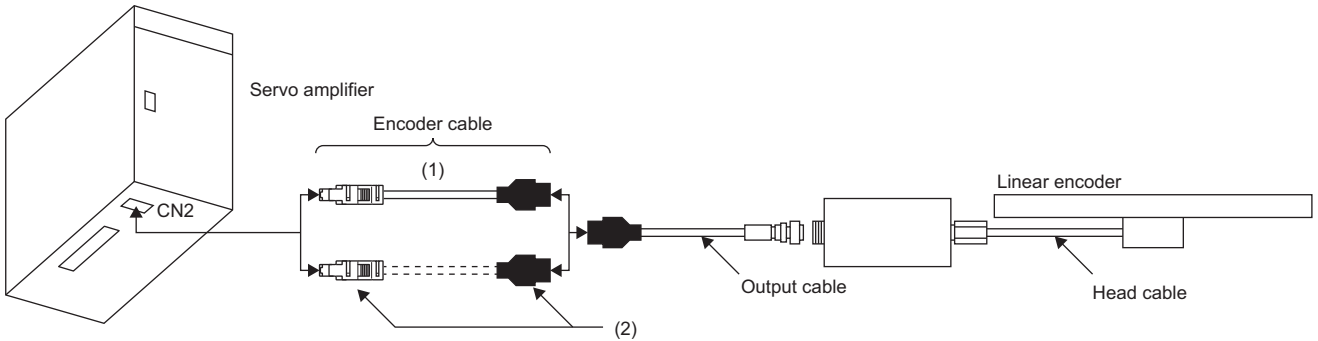 Servo amplifier
Encoder cable
(1)
CN2
Linear encoder
Output cable
Head cable
(2)